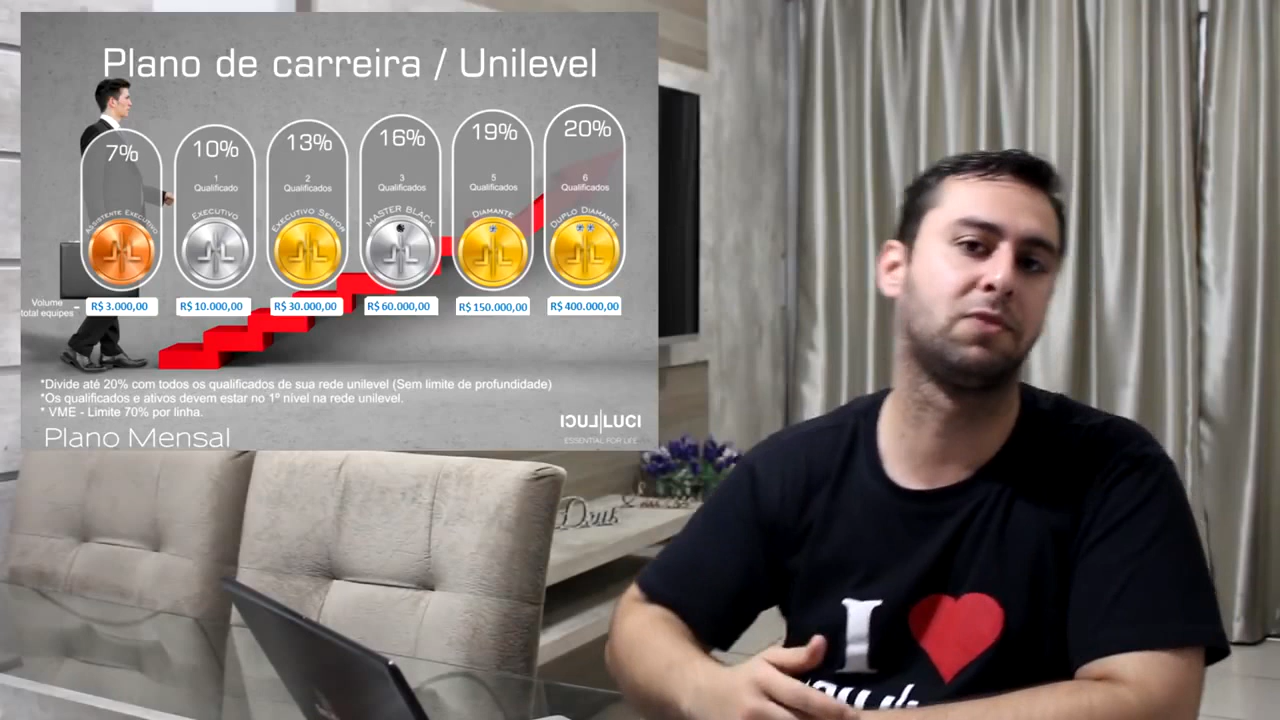 Plano de carreira / Unilevel
7%
10%
13%
16%
19%
20%
1
Qualificado
2
Qualificados
3
Qualificados
5
Qualificados
6
Qualificados
ASSISTENTE EXECUTIVO
EXECUTIVO
EXECUTIVO SENIOR
MASTER BLACK
DIAMANTE
DUPLO DIAMANTE
Volume
total equipes
R$ 3.000,00
R$ 10.000,00
R$ 30.000,00
R$ 60.000,00
R$ 150.000,00
R$ 400.000,00
*Divide até 20% com todos os qualificados de sua rede unilevel (Sem limite de profundidade)
*Os qualificados e ativos devem estar no 1º nível na rede unilevel.
* VME - Limite 70% por linha.
Plano Mensal
LUCI
ESSENTIAL FOR LIFE
Deus
I